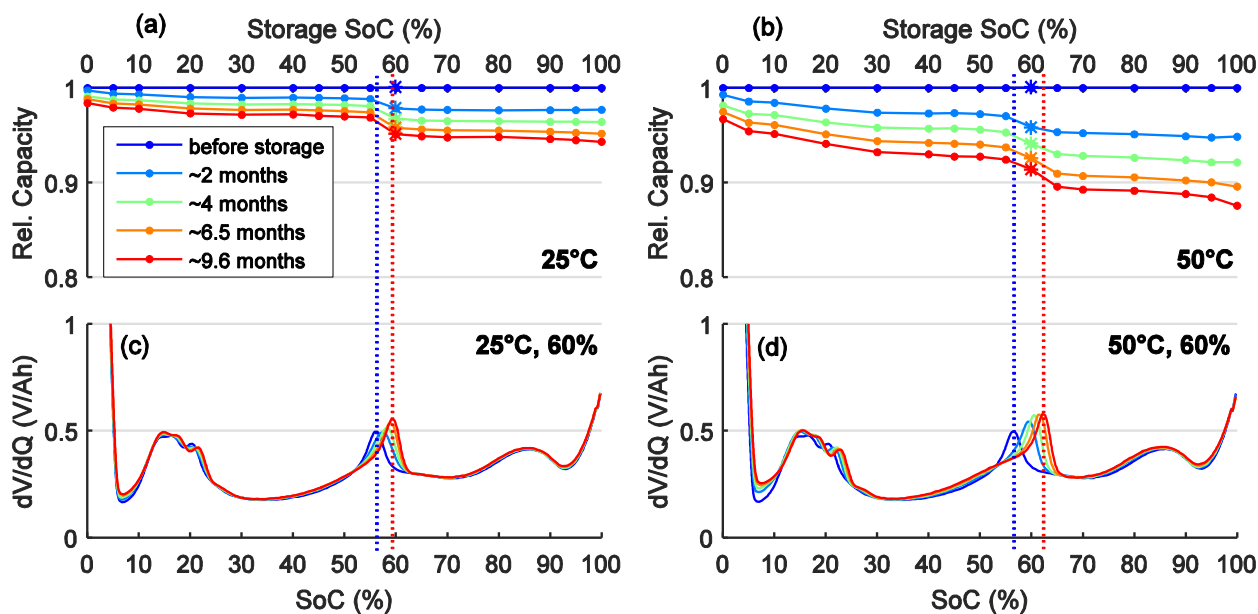 (a) (b)
Storage SoC (%) Storage SoC (%)
0 10 20 30 40 50 60 70 80 90 100 0 10 20 30 40 50 60 70 80 90 100
1 1
Rel. Capacity Rel. Capacity
before storage
~2 months
0.9 0.9
~4 months
~6.5 months
~9.6 months
25°C 50°C
0.8 0.8
1 1
(c) 25°C, 60% (d) 50°C, 60%
dV/dQ (V/Ah) dV/dQ (V/Ah)
0.5 0.5
0 0
0 10 20 30 40 50 60 70 80 90 100 0 10 20 30 40 50 60 70 80 90 100
SoC (%) SoC (%)